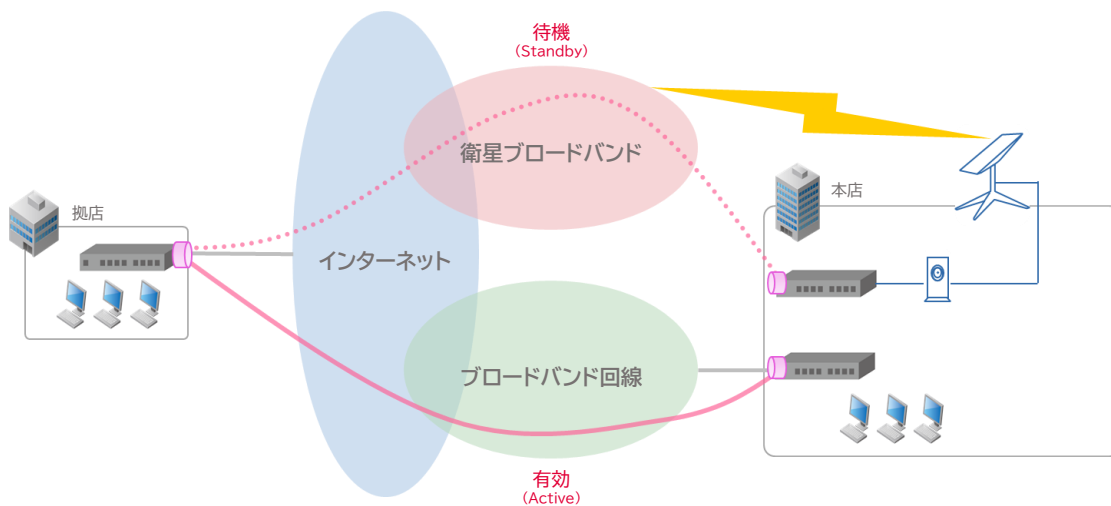 待機
(Standby)
衛星ブロードバンド
本店
拠店
インターネット
ブロードバンド回線
有効
(Active)